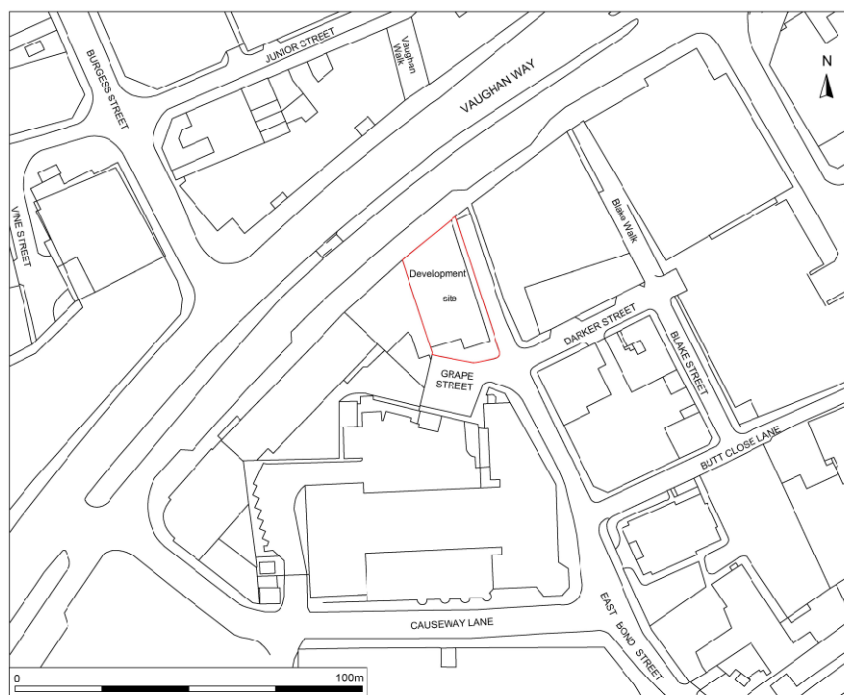 JUNIOR STREET
BURGESS STREET
Vaughan
Walk
VAUGHAN WAY
N
VINE STREET
Blake Walk
Development
site
DARKER STREET
BLAKE STREET
GRAPE
STREET
BUTT CLOSE LANE
EAST BOND STREET
CAUSEWAY LANE
0
100m